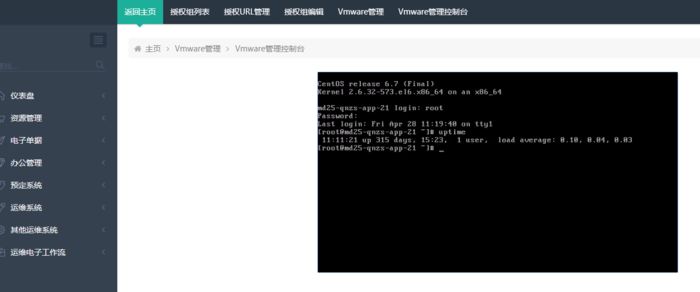 返回主页 授权组列表 授权URL管理 授权组编辑 Vmware管理 Vmware管理控制台
主页 > Vmware管理 > Vmware管理控制台
仪表盘
资源管理
电子单据
办公管理
预定系统
运维系统
其他运维系统
运维电子工作流
CentOS release 6.7 (Final)
Kernel 2.6.32-573.el6.x86_64 on an x86_64
md25-qnzs-app-21 login: root
Password:
Last login: Fri Apr 28 11:19:40 on tty1
[root@md25-qnzs-app-21 ~]# uptime
11:11:21 up 315 days, 15:23, 1 user, load average: 0.10, 0.04, 0.03
[root@md25-qnzs-app-21 ~]# _